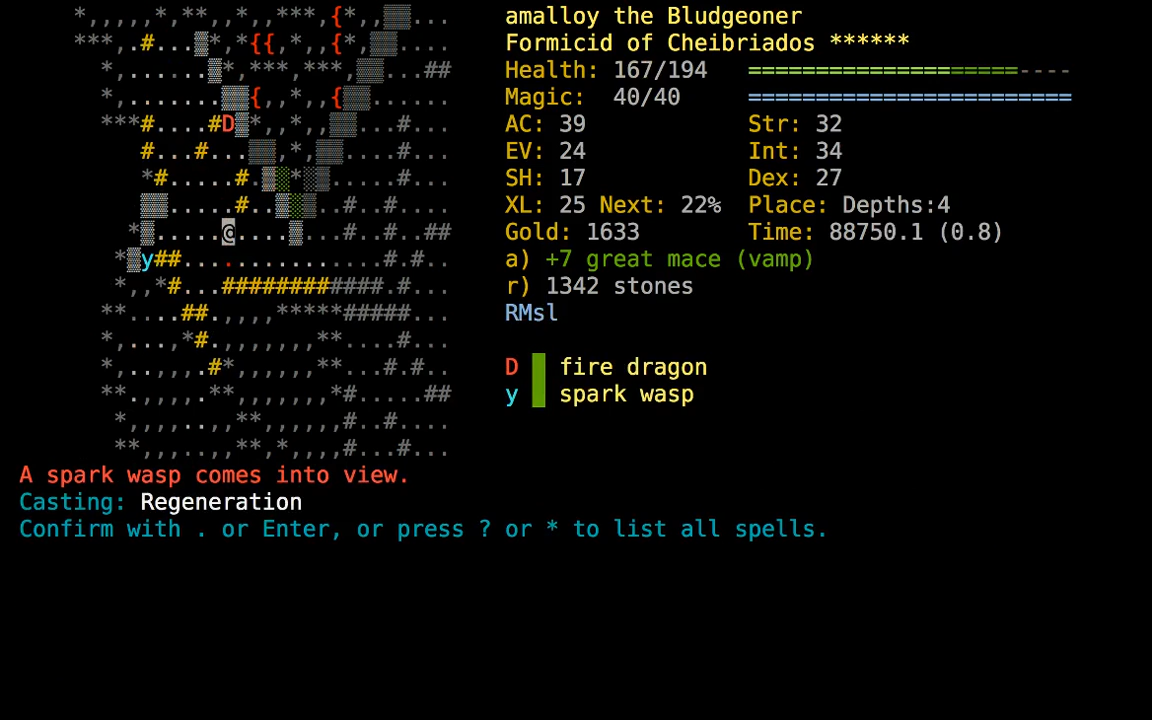 amalloy the Bludgeoner
Formicid of Cheibriados ******
Health: 167/194
Magic: 40/40
AC: 39 Str: 32
EV: 24 Int: 34
SH: 17 Dex: 27
XL: 25 Next: 22% Place: Depths:4
Gold: 1633 Time: 88750.1 (0.8)
a) +7 great mace (vamp)
r) 1342 stones
RMsl
D fire dragon
y spark wasp
A spark wasp comes into view.
Casting: Regeneration
Confirm with . or Enter, or press ? or * to list all spells.